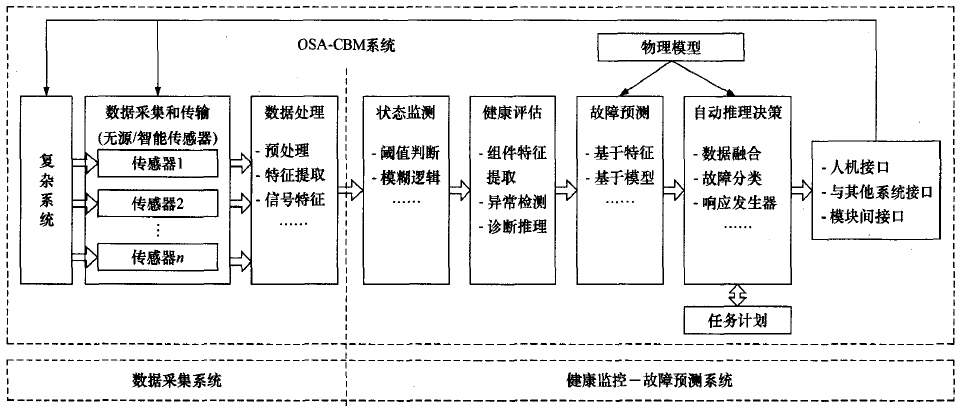 OSA-CBM系统
物理模型
复杂系统
数据采集和传输
(无源/智能传感器)
传感器1
传感器2
⋮
传感器n
数据处理
- 预处理
- 特征提取
- 信号特征
……
状态监测
- 阈值判断
- 模糊逻辑
……
健康评估
- 组件特征
提取
- 异常检测
- 诊断推理
故障预测
- 基于特征
- 基于模型
……
自动推理决策
- 数据融合
- 故障分类
- 响应发生器
……
- 人机接口
- 与其他系统接口
- 模块间接口
任务计划
数据采集系统
健康监控－故障预测系统